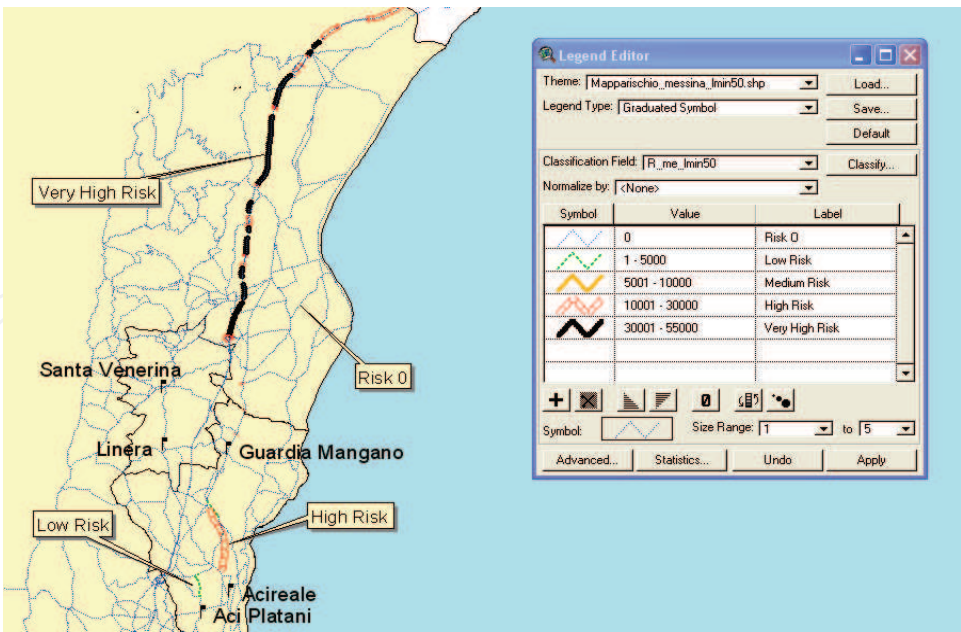 Very High Risk
Santa Venerina
Risk 0
Linera
Guardia Mangano
Low Risk
High Risk
Acireale
Aci Platani
Legend Editor
Theme: Mapparischio_messina_lmin50.shp
Load...
Legend Type: Graduated Symbol
Save...
Default
Classification Field: R_me_lmin50
Classify...
Normalize by: <None>
Symbol Value Label
0 Risk 0
1 - 5000 Low Risk
5001 - 10000 Medium Risk
10001 - 30000 High Risk
30001 - 55000 Very High Risk
Symbol: Size Range: 1 to 5
Advanced... Statistics... Undo Apply